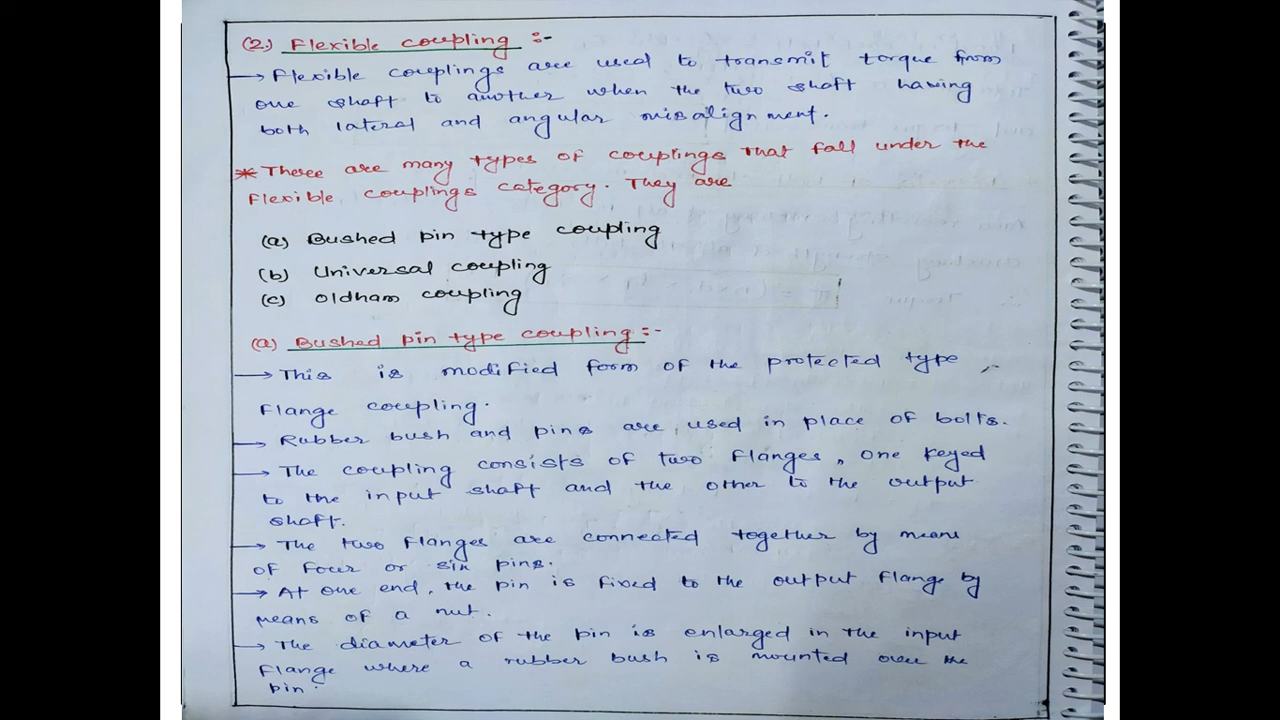 (2.) Flexible coupling :-
→ Flexible couplings are used to transmit torque from
one shaft to another when the two shaft having
both lateral and angular misalignment.
* There are many types of couplings that fall under the
flexible couplings category. They are
(a) Bushed pin type coupling
(b) Universal coupling
(c) Oldham coupling
(a) Bushed pin type coupling :-
→ This is modified form of the protected type
flange coupling.
→ Rubber bush and pins are used in place of bolts.
→ The coupling consists of two flanges, one keyed
to the input shaft and the other to the output
shaft.
→ The two flanges are connected together by means
of four or six pins.
→ At one end, the pin is fixed to the output flange by
means of a nut.
→ The diameter of the pin is enlarged in the input
flange where a rubber bush is mounted over the
pin.